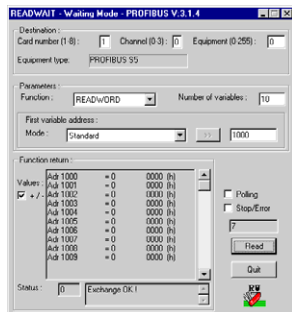 READWAIT - Waiting Mode - PROFIBUS V.3.1.4
Destination :
Card number (1-8) : 1 Channel (0-3) : 0 Equipment (0-255) : 0
Equipment type: PROFIBUS S5
Parameters :
Function : READWORD Number of variables : 10
First variable address :
Mode : Standard >> 1000
Function return :
Values :
+ / -
Adr 1000 = 0 0000 (h)
Adr 1001 = 0 0000 (h)
Adr 1002 = 0 0000 (h)
Adr 1003 = 0 0000 (h)
Adr 1004 = 0 0000 (h)
Adr 1005 = 0 0000 (h)
Adr 1006 = 0 0000 (h)
Adr 1007 = 0 0000 (h)
Adr 1008 = 0 0000 (h)
Adr 1009 = 0 0000 (h)
Polling
Stop/Error
7
Read
Quit
Status : 0 Exchange OK !
RW